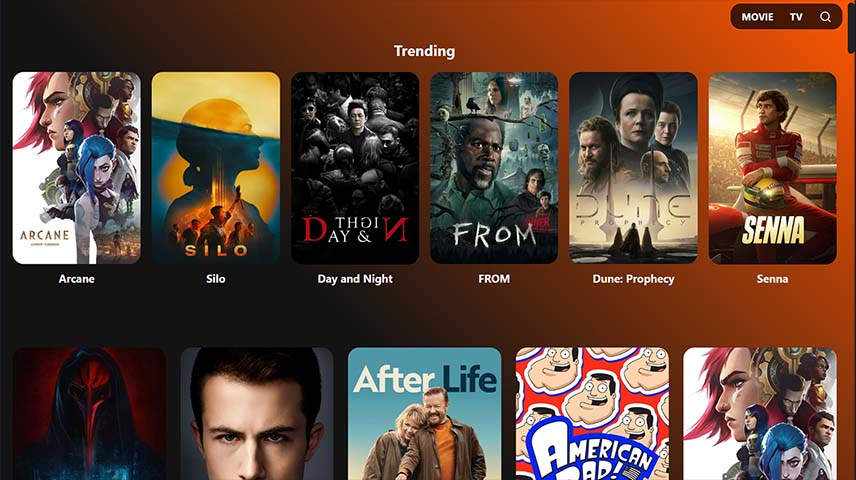 MOVIE TV
Trending
ARCANE
SILO
DAY & NIGHT
FROM
DUNE
PROPHECY
SENNA
Arcane
Silo
Day and Night
FROM
Dune: Prophecy
Senna
After Life
AMERICAN
DAD!